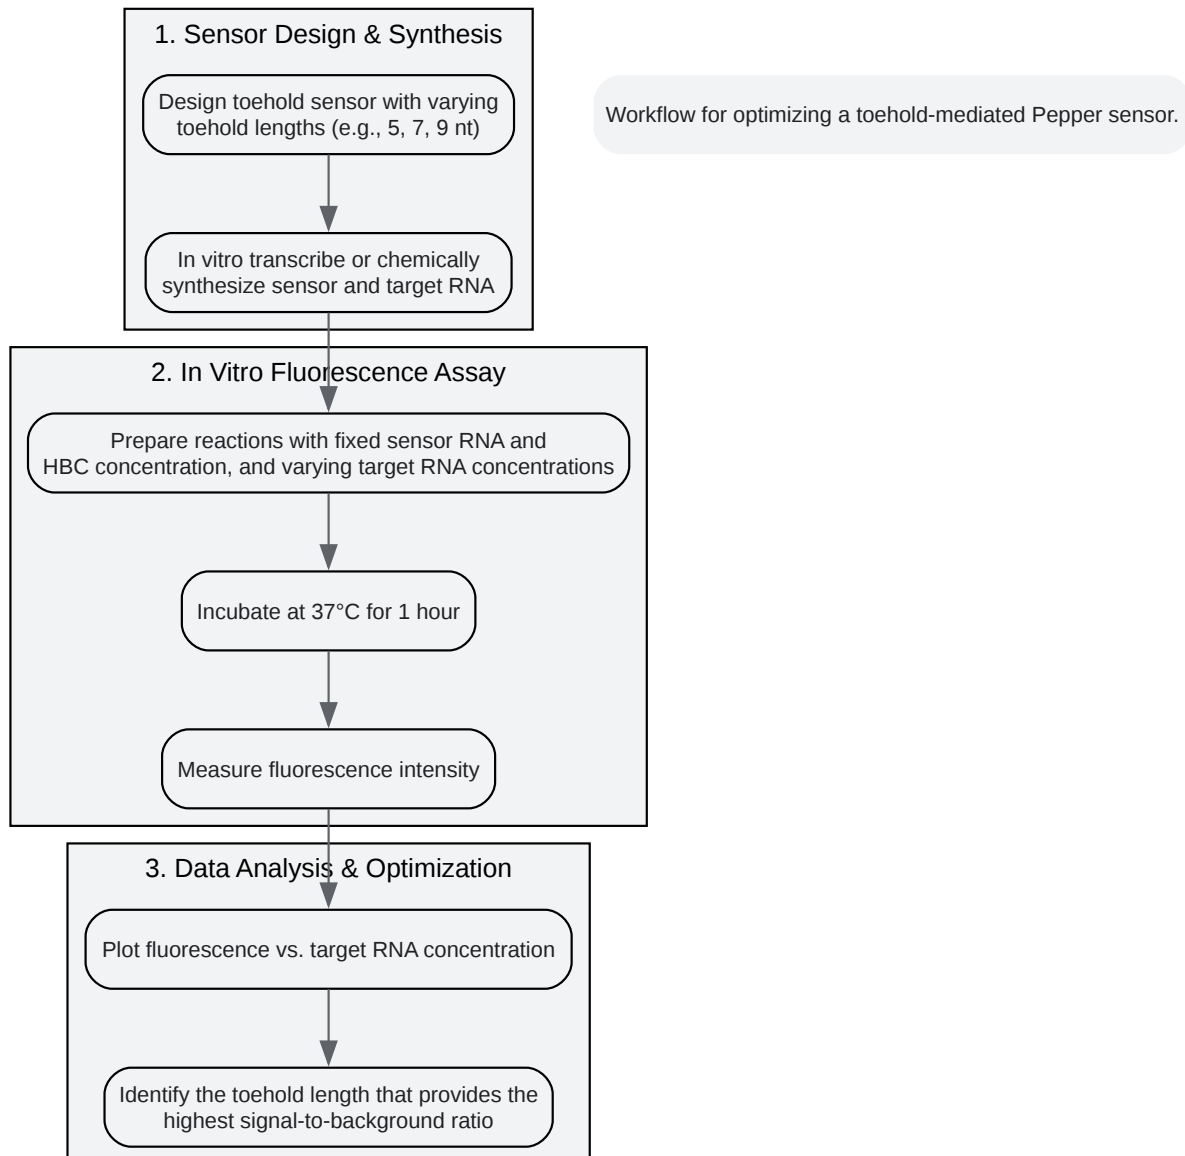 1. Sensor Design & Synthesis
Design toehold sensor with varying
toehold lengths (e.g., 5, 7, 9 nt)
Workflow for optimizing a toehold-mediated Pepper sensor.
In vitro transcribe or chemically
synthesize sensor and target RNA
2. In Vitro Fluorescence Assay
Prepare reactions with fixed sensor RNA and
HBC concentration, and varying target RNA concentrations
Incubate at 37°C for 1 hour
Measure fluorescence intensity
3. Data Analysis & Optimization
Plot fluorescence vs. target RNA concentration
Identify the toehold length that provides the
highest signal-to-background ratio